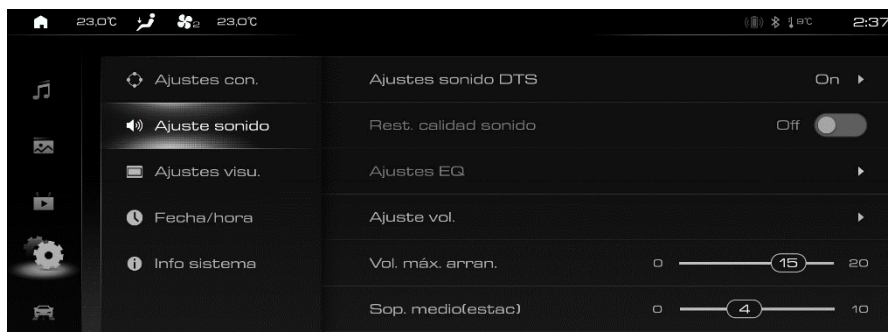 23,0℃ 2 23,0℃ 8℃ 2:37
Ajustes con.
Ajuste sonido
Ajustes visu.
Fecha/hora
Info sistema
Ajustes sonido DTS On
Rest. calidad sonido Off
Ajustes EQ
Ajuste vol.
Vol. máx. arran. 0 15 20
Sop. medio(estac) 0 4 10